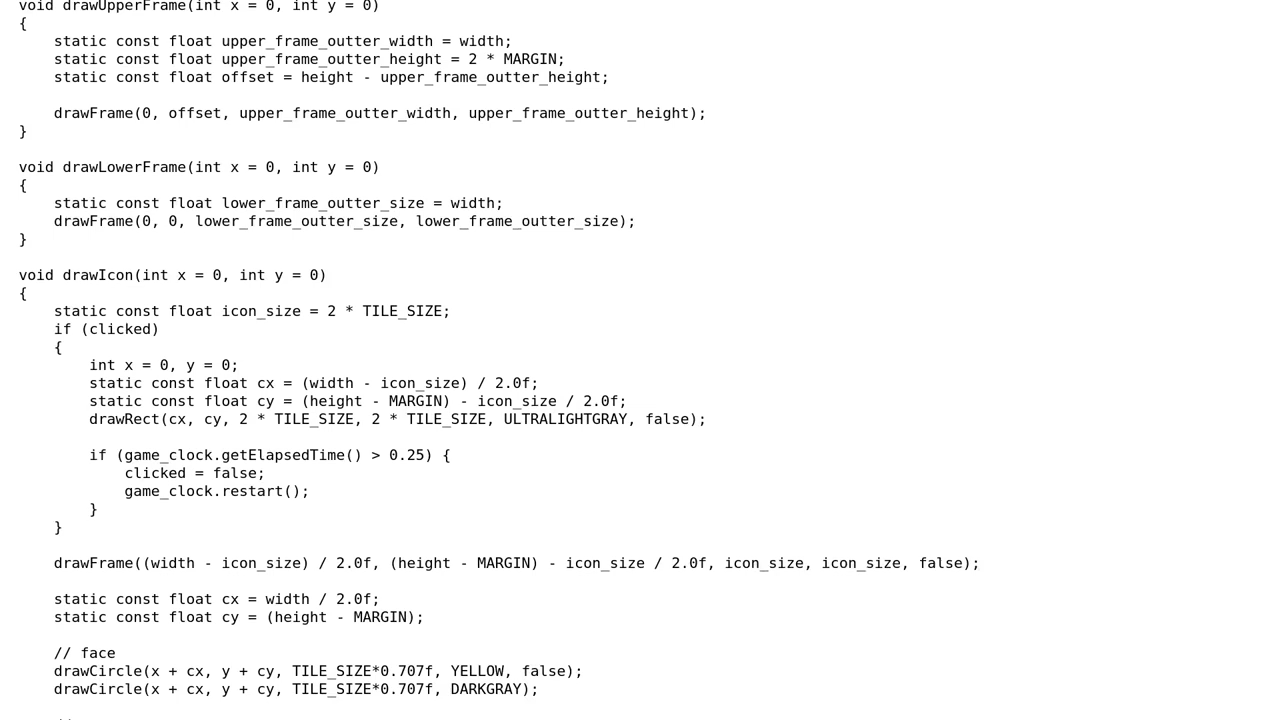 void drawUpperFrame(int x = 0, int y = 0)
{
    static const float upper_frame_outter_width = width;
    static const float upper_frame_outter_height = 2 * MARGIN;
    static const float offset = height - upper_frame_outter_height;

    drawFrame(0, offset, upper_frame_outter_width, upper_frame_outter_height);
}

void drawLowerFrame(int x = 0, int y = 0)
{
    static const float lower_frame_outter_size = width;
    drawFrame(0, 0, lower_frame_outter_size, lower_frame_outter_size);
}

void drawIcon(int x = 0, int y = 0)
{
    static const float icon_size = 2 * TILE_SIZE;
    if (clicked)
    {
        int x = 0, y = 0;
        static const float cx = (width - icon_size) / 2.0f;
        static const float cy = (height - MARGIN) - icon_size / 2.0f;
        drawRect(cx, cy, 2 * TILE_SIZE, 2 * TILE_SIZE, ULTRALIGHTGRAY, false);

        if (game_clock.getElapsedTime() > 0.25) {
            clicked = false;
            game_clock.restart();
        }
    }

    drawFrame((width - icon_size) / 2.0f, (height - MARGIN) - icon_size / 2.0f, icon_size, icon_size, false);

    static const float cx = width / 2.0f;
    static const float cy = (height - MARGIN);

    // face
    drawCircle(x + cx, y + cy, TILE_SIZE*0.707f, YELLOW, false);
    drawCircle(x + cx, y + cy, TILE_SIZE*0.707f, DARKGRAY);